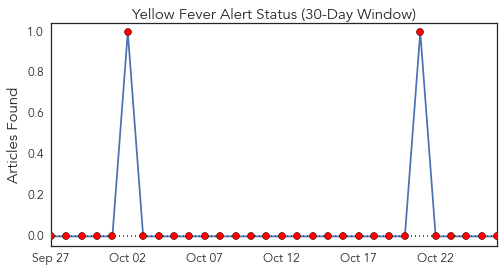 Yellow Fever Alert Status (30-Day Window)
Articles Found
1.0
0.8
0.6
0.4
0.2
0.0
Sep 27 Oct 02 Oct 07 Oct 12 Oct 17 Oct 22